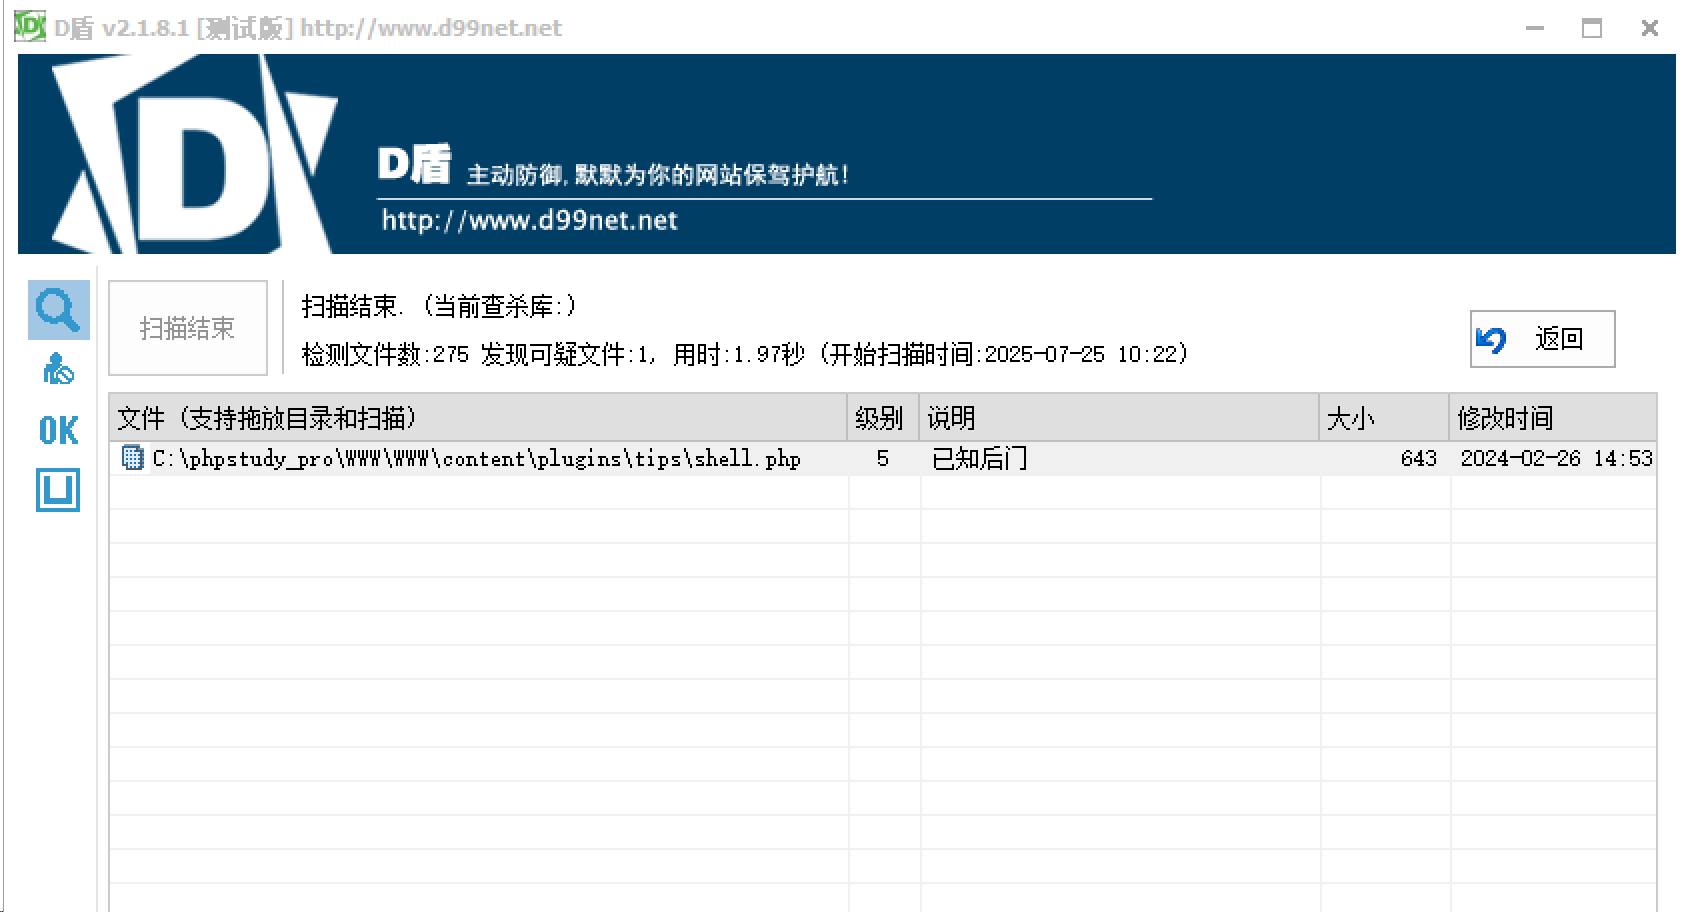 D盾 v2.1.8.1 [测试版] http://www.d99net.net
D盾 主动防御,默默为你的网站保驾护航!
http://www.d99net.net
扫描结束
扫描结束. (当前查杀库:)
检测文件数:275 发现可疑文件:1, 用时:1.97秒 (开始扫描时间:2025-07-25 10:22)
返回
OK
文件 (支持拖放目录和扫描) 级别 说明 大小 修改时间
C:\phpstudy_pro\WWW\WWW\content\plugins\tips\shell.php 5 已知后门 643 2024-02-26 14:53